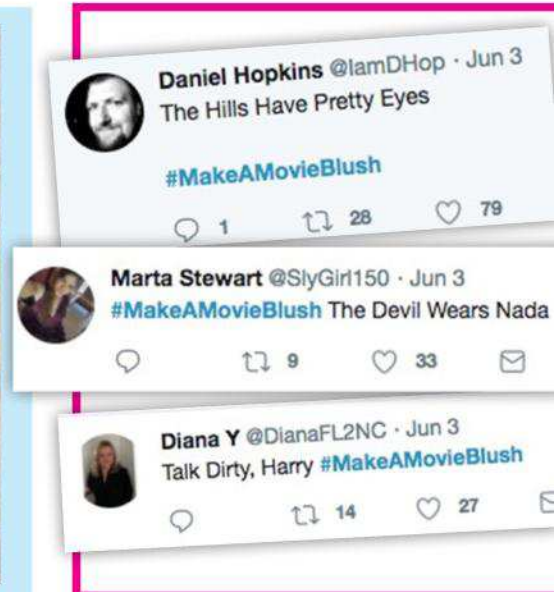 Daniel Hopkins @IamDHop · Jun 3
The Hills Have Pretty Eyes
#MakeAMovieBlush
1 28 79
Marta Stewart @SlyGirl150 · Jun 3
#MakeAMovieBlush The Devil Wears Nada
9 33
Diana Y @DianaFL2NC · Jun 3
Talk Dirty, Harry #MakeAMovieBlush
14 27